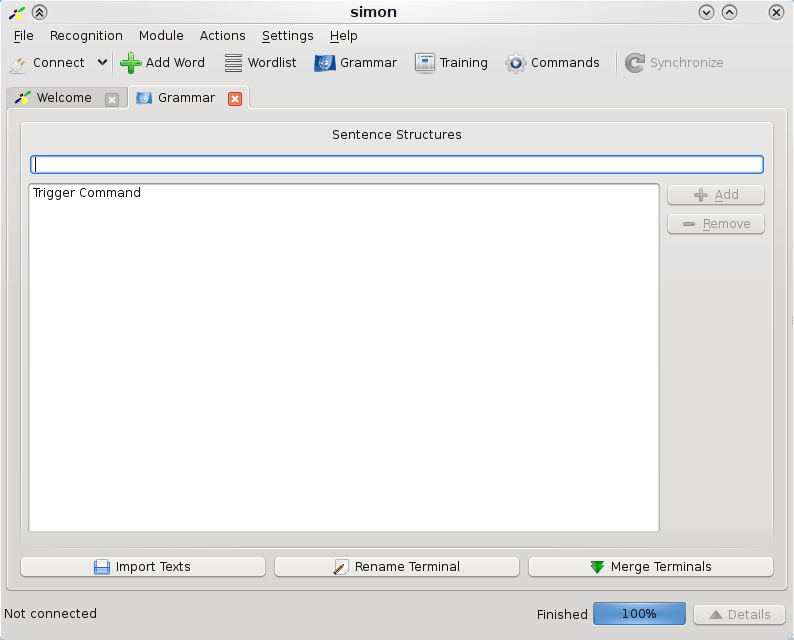 simon
File Recognition Module Actions Settings Help
Connect Add Word Wordlist Grammar Training Commands Synchronize
Welcome Grammar
Sentence Structures
Trigger Command
Add
Remove
Import Texts Rename Terminal Merge Terminals
Not connected Finished 100% Details